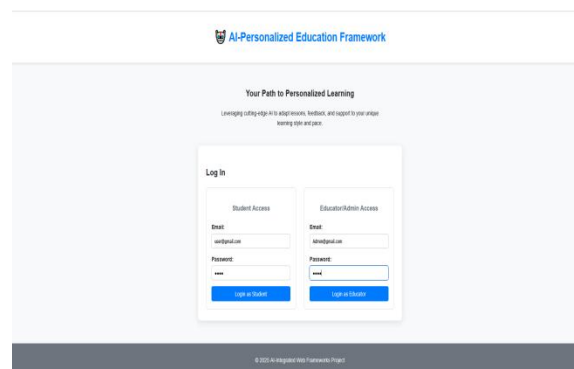 AI-Personalized Education Framework
Your Path to Personalized Learning
Leveraging cutting-edge AI to adapt lessons, feedback, and support to your unique
learning style and pace.
Log In
Student Access
Email:
user@gmail.com
Password:
•••••
Login as Student
Educator/Admin Access
Email:
Admin@gmail.com
Password:
•••••
Login as Educator
© 2025 AI-Integrated Web Frameworks Project